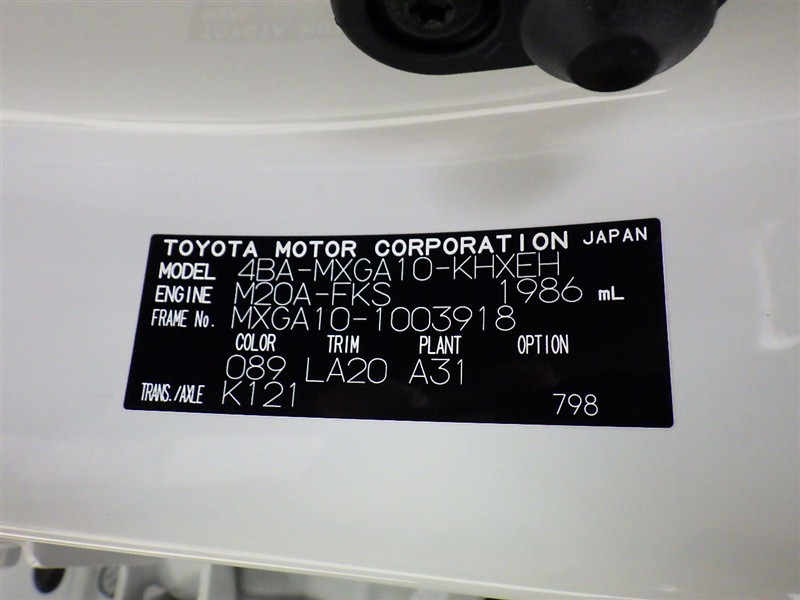 TOYOTA MOTOR CORPORATION JAPAN
MODEL 4BA-MXGA10-KHXEH
ENGINE M20A-FKS 1986 mL
FRAME No. MXGA10-1003918
COLOR TRIM PLANT OPTION
089 LA20 A31
TRANS./AXLE K121 798